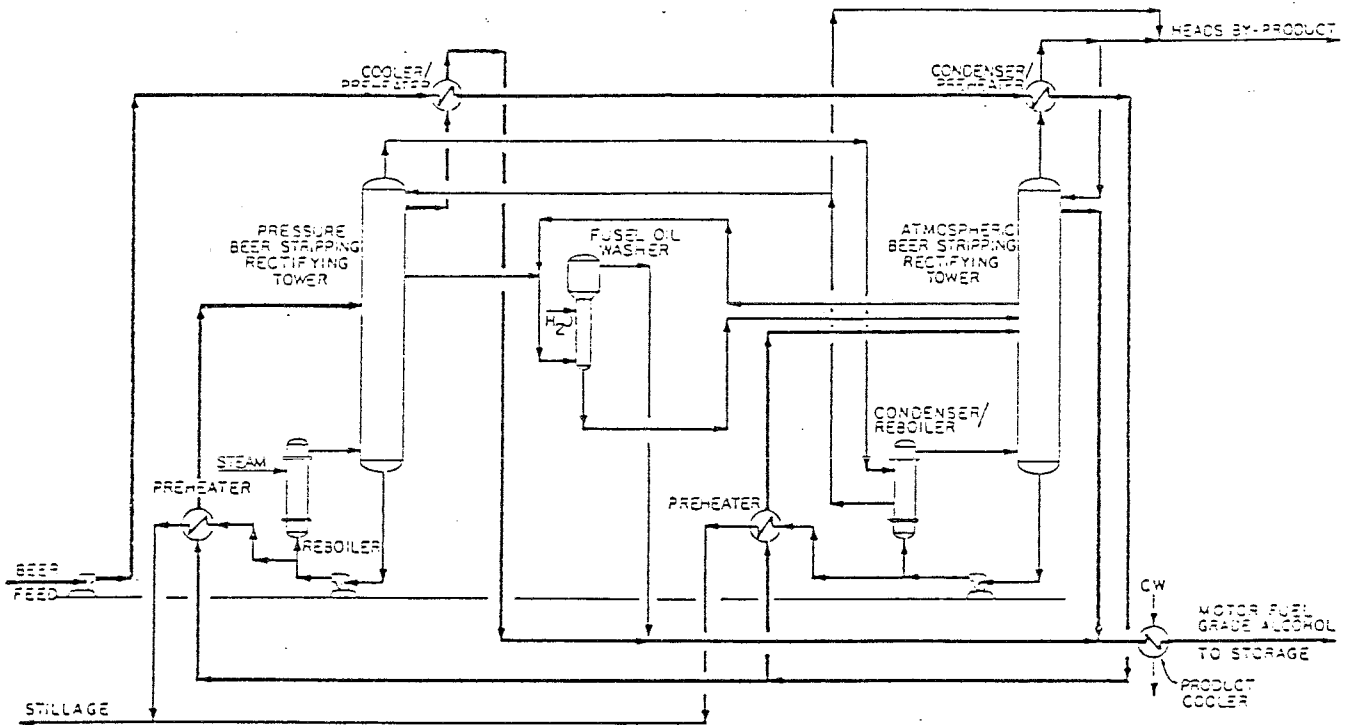 HEADS BY-PRODUCT
COOLER/
PREHEATER
CONDENSER/
PREHEATER
PRESSURE
BEER STRIPPING
RECTIFYING
TOWER
FUSEL OIL
WASHER
ATMOSPHERIC
BEER STRIPPING
RECTIFYING
TOWER
H2O
CONDENSER/
REBOILER
STEAM
PREHEATER
PREHEATER
REBOILER
BEER
FEED
CW
MOTOR FUEL
GRADE ALCOHOL
TO STORAGE
PRODUCT
COOLER
STILLAGE